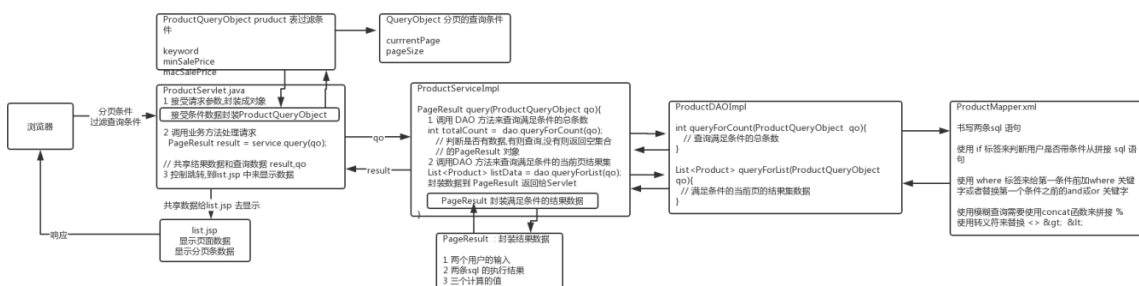 ProductQueryObject pruduct 表过滤条
件
keyword
minSalePrice
macSalePrice
QueryObject 分页的查询条件
currrentPage
pageSize
浏览器
分页条件
过滤查询条件
ProductServlet.java
1 接受请求参数,封装成对象
接受条件数据封装ProductQueryObject
2 调用业务方法处理请求
PageResult result = service.query(qo);
// 共享结果数据和查询数据 result,qo
3 控制跳转,到list.jsp 中来显示数据
共享数据给list.jsp 去显示
响应
list.jsp
显示页面数据
显示分页条数据
qo
result
ProductServiceImpl
PageResult query(ProductQueryObject qo){
1 调用 DAO 方法来查询满足条件的总条数
int totalCount = dao.queryForCount(qo);
// 判断是否有数据,有则查询,没有则返回空集合
// 的PageResult 对象
2 调用DAO 方法来查询满足条件的当前页结果集
List<Product> listData = dao.queryForList(qo);
封装数据到 PageResult 返回给Servlet
PageResult 封装满足条件的结果数据
}
PageResult : 封装结果数据
1 两个用户的输入
2 两条sql 的执行结果
3 三个计算的值
ProductDAOImpl
int queryForCount(ProductQueryObject qo){
// 查询满足条件的总条数
}
List<Product> queryForList(ProductQueryObject
qo){
// 满足条件的当前页的结果集数据
}
ProductMapper.xml
书写两条sql 语句
使用 if 标签来判断用户是否带条件从拼接 sql 语
句
使用 where 标签来给第一条件前加where 关键
字或者替换第一个条件之前的and或or 关键字
使用模糊查询需要使用concat函数来拼接 %
使用转义符来替换 <> &gt; &lt;